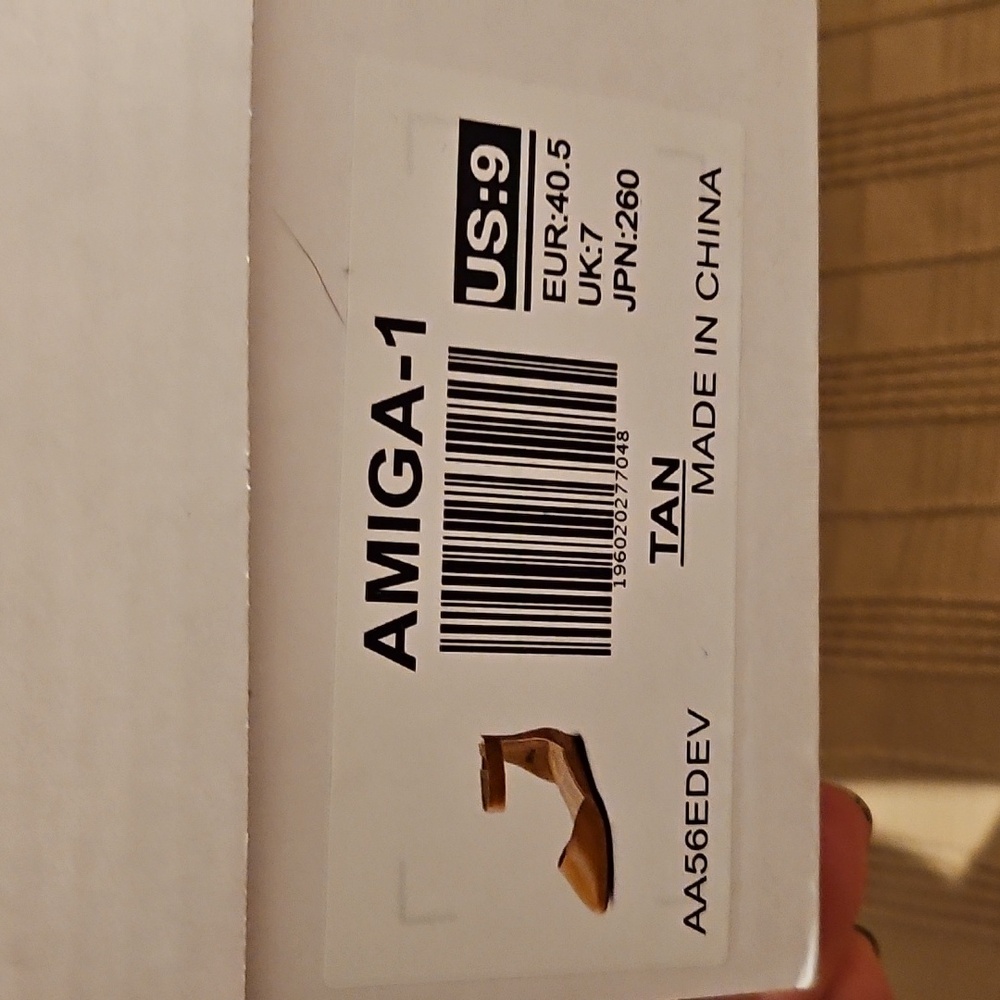 AMIGA-1
US:9
EUR:40.5
UK:7
JPN:260
196020277048
TAN
AA56EDEV
MADE IN CHINA